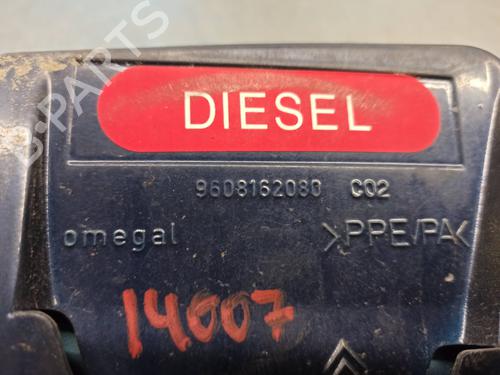 B-PARTS
DIESEL
9608162080 C02
omegal >PPE/PA<
14007